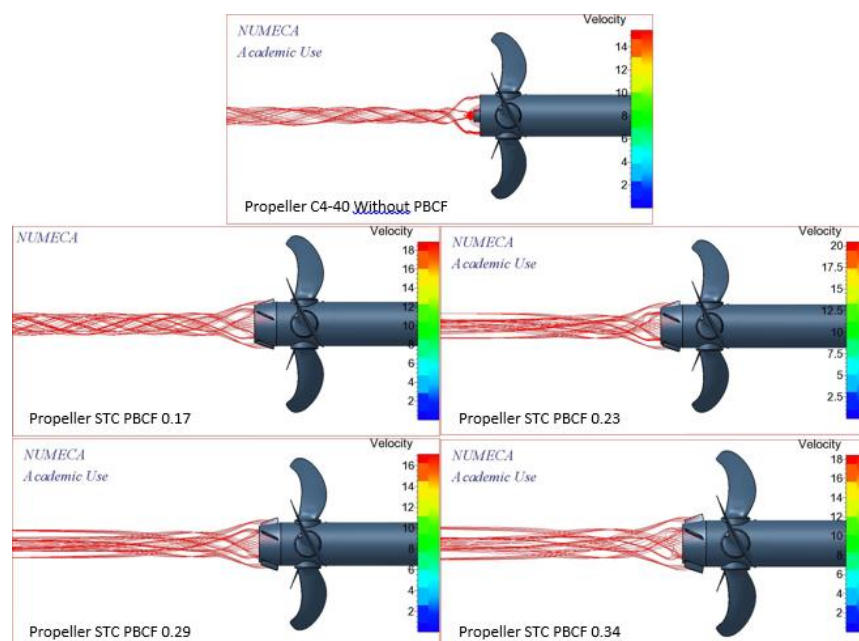 NUMECA
Academic Use
Velocity
14
12
10
8
6
4
2
Propeller C4-40 Without PBCF
NUMECA
Velocity
18
16
14
12
10
8
6
4
2
Propeller STC PBCF 0.17
NUMECA
Academic Use
Velocity
20
17.5
15
12.5
10
7.5
5
2.5
Propeller STC PBCF 0.23
NUMECA
Academic Use
Velocity
16
14
12
10
8
6
4
2
Propeller STC PBCF 0.29
NUMECA
Academic Use
Velocity
18
16
14
12
10
8
6
4
2
Propeller STC PBCF 0.34